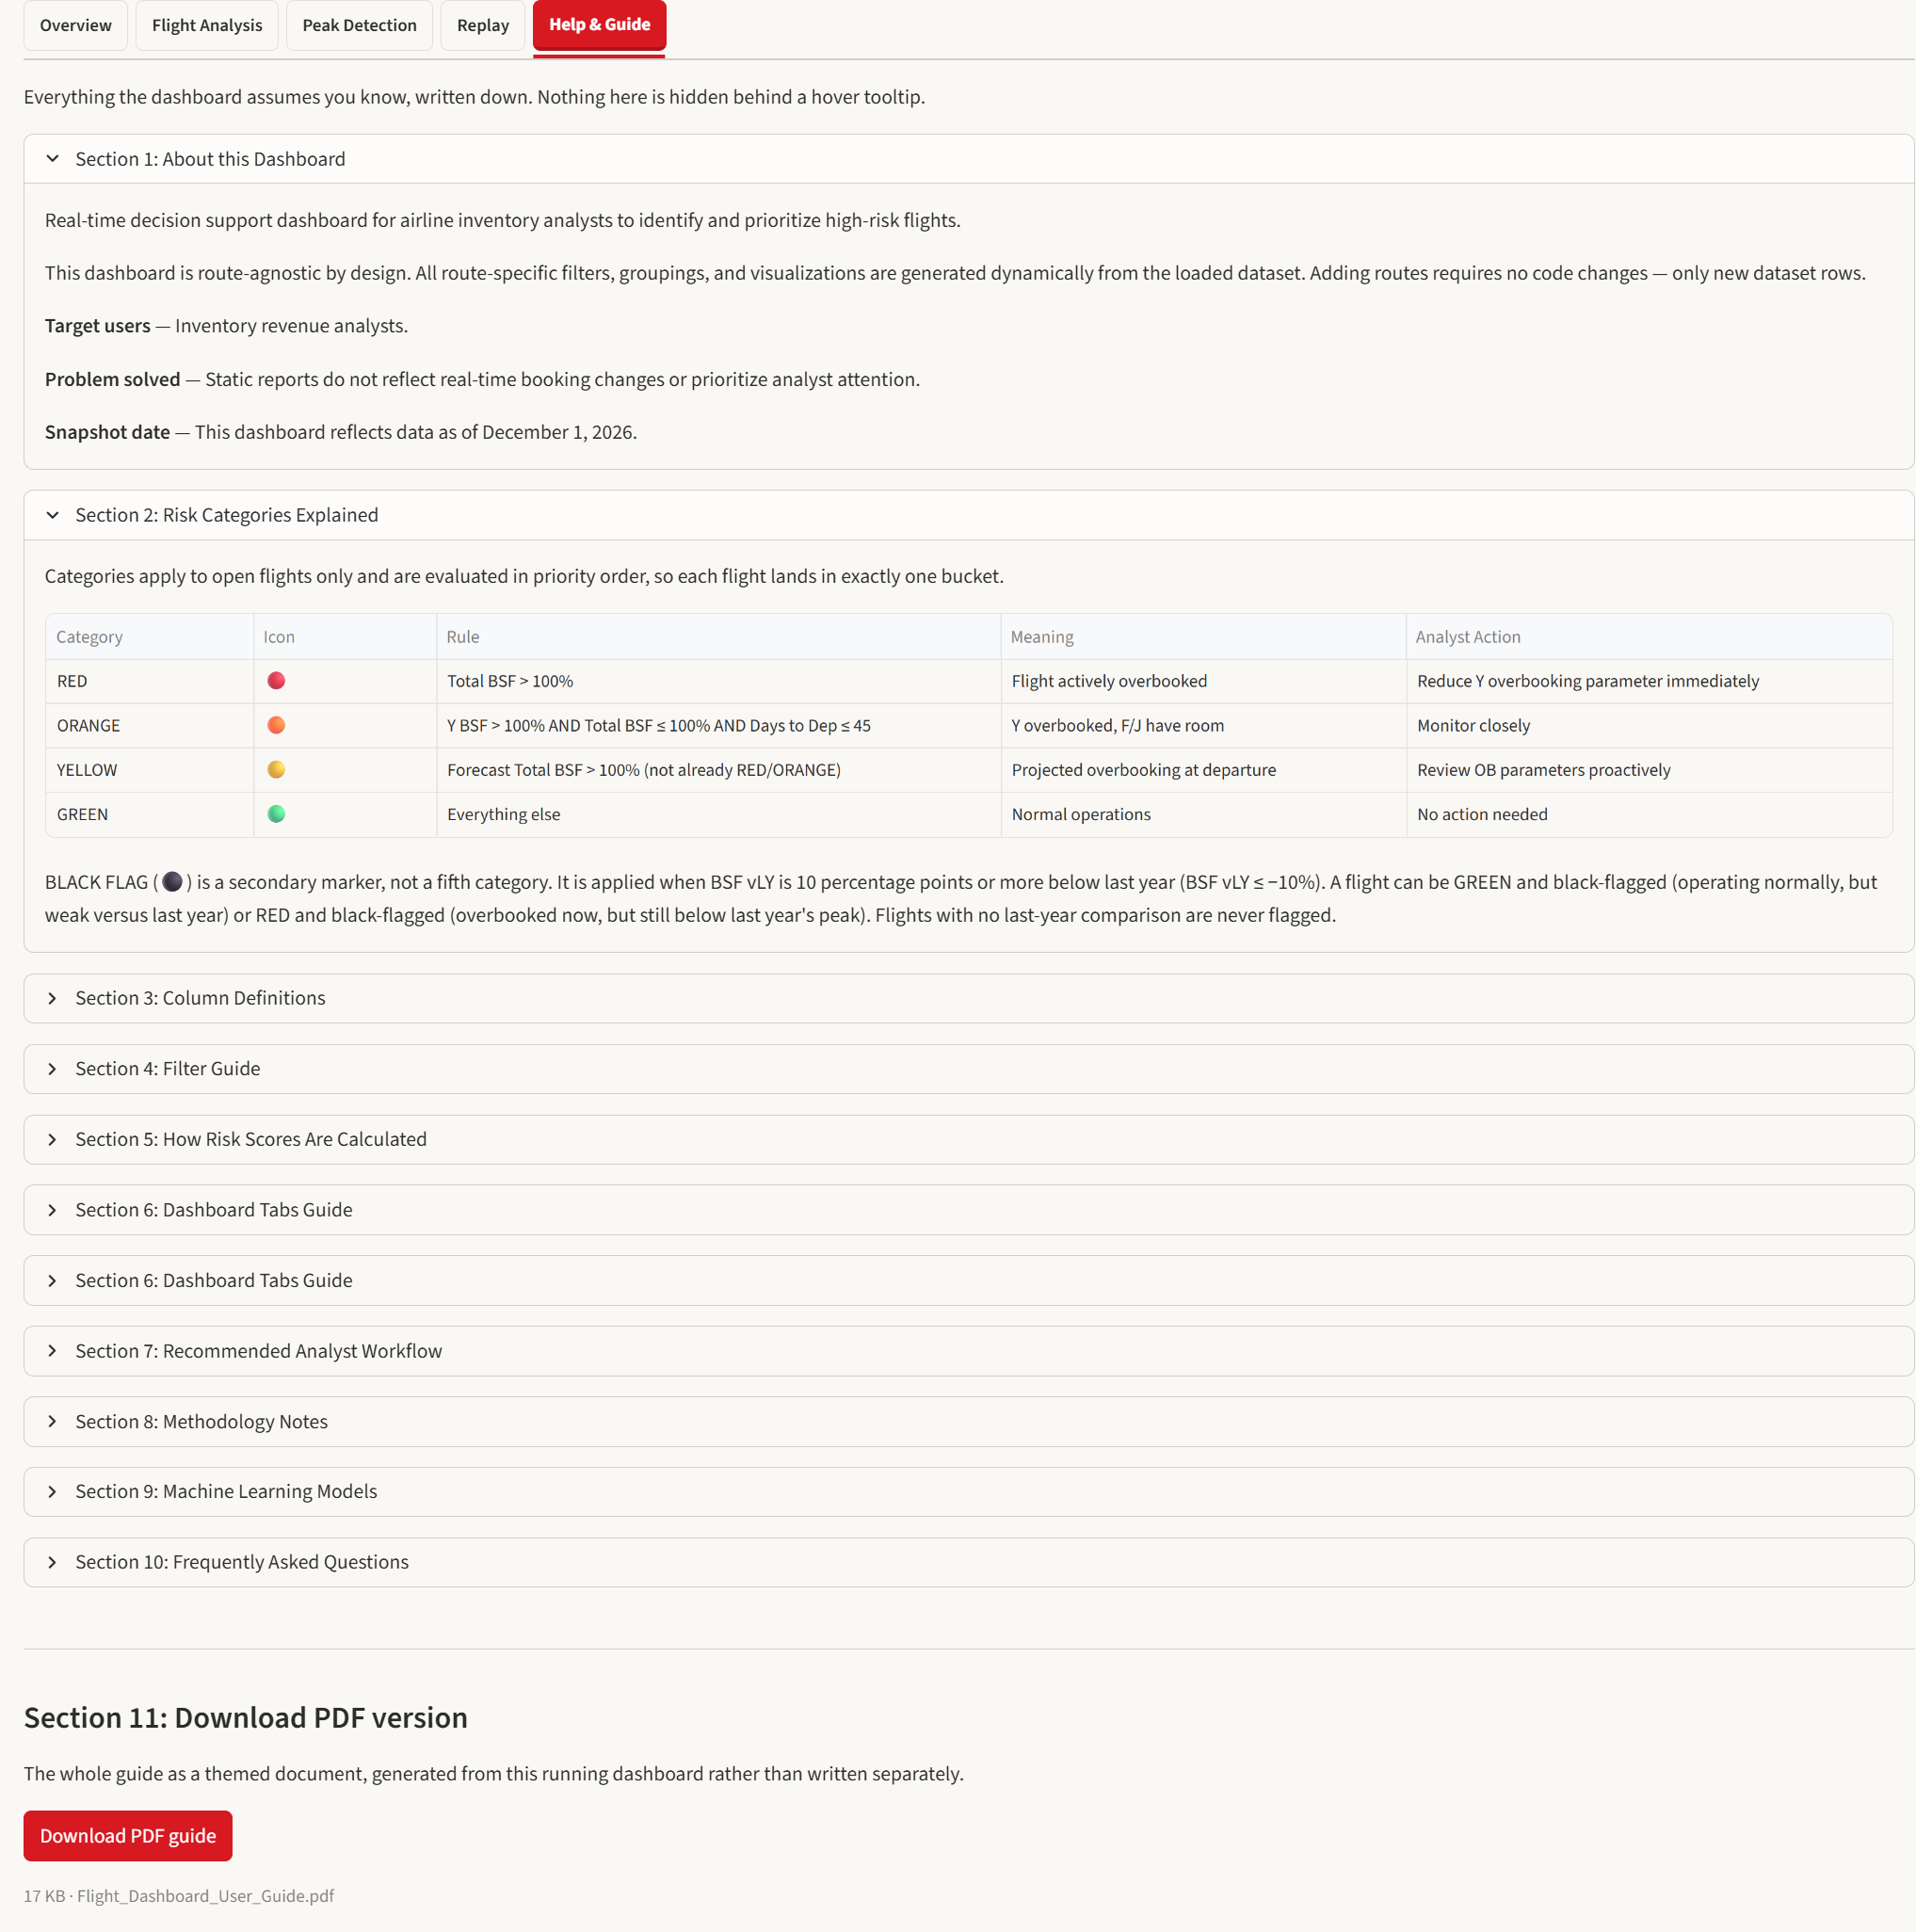 Overview
Flight Analysis
Peak Detection
Replay
Help & Guide
Everything the dashboard assumes you know, written down. Nothing here is hidden behind a hover tooltip.
Section 1: About this Dashboard
Real-time decision support dashboard for airline inventory analysts to identify and prioritize high-risk flights.
This dashboard is route-agnostic by design. All route-specific filters, groupings, and visualizations are generated dynamically from the loaded dataset. Adding routes requires no code changes — only new dataset rows.
Target users — Inventory revenue analysts.
Problem solved — Static reports do not reflect real-time booking changes or prioritize analyst attention.
Snapshot date — This dashboard reflects data as of December 1, 2026.
Section 2: Risk Categories Explained
Categories apply to open flights only and are evaluated in priority order, so each flight lands in exactly one bucket.
Category Icon Rule Meaning Analyst Action
RED Total BSF > 100% Flight actively overbooked Reduce Y overbooking parameter immediately
ORANGE Y BSF > 100% AND Total BSF ≤ 100% AND Days to Dep ≤ 45 Y overbooked, F/J have room Monitor closely
YELLOW Forecast Total BSF > 100% (not already RED/ORANGE) Projected overbooking at departure Review OB parameters proactively
GREEN Everything else Normal operations No action needed
BLACK FLAG ( ) is a secondary marker, not a fifth category. It is applied when BSF vLY is 10 percentage points or more below last year (BSF vLY ≤ −10%). A flight can be GREEN and black-flagged (operating normally, but
weak versus last year) or RED and black-flagged (overbooked now, but still below last year's peak). Flights with no last-year comparison are never flagged.
Section 3: Column Definitions
Section 4: Filter Guide
Section 5: How Risk Scores Are Calculated
Section 6: Dashboard Tabs Guide
Section 6: Dashboard Tabs Guide
Section 7: Recommended Analyst Workflow
Section 8: Methodology Notes
Section 9: Machine Learning Models
Section 10: Frequently Asked Questions
Section 11: Download PDF version
The whole guide as a themed document, generated from this running dashboard rather than written separately.
Download PDF guide
17 KB · Flight_Dashboard_User_Guide.pdf